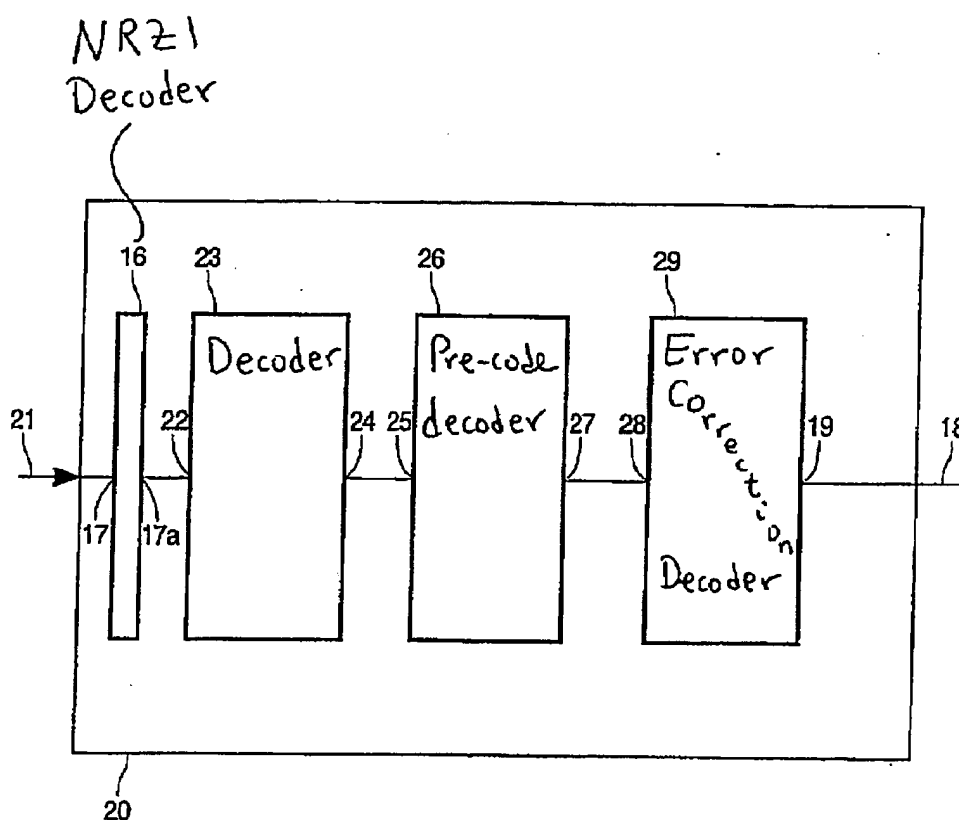 NRZI
Decoder
16
23
26
29
Decoder
Pre-code
decoder
Error
Correction
Decoder
21
22
24
25
27
28
19
18
17
17a
20